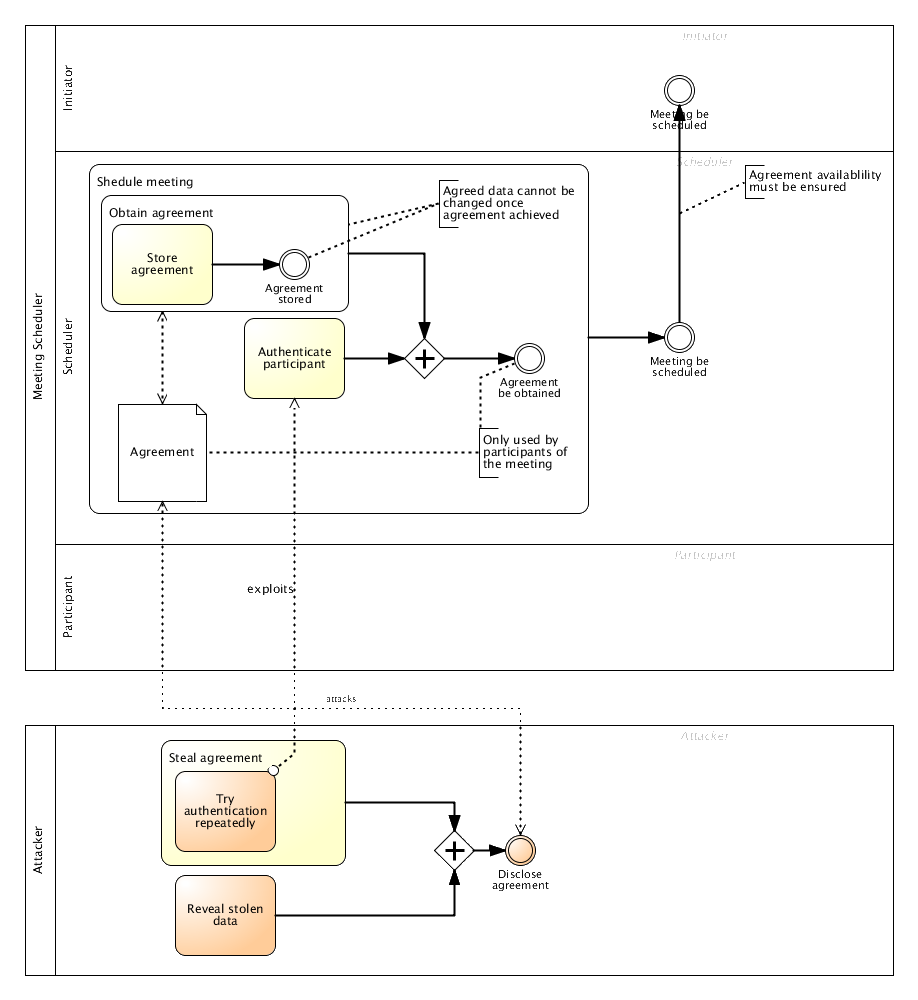 Initiator
Initiator
Meeting be
scheduled
Meeting Scheduler
Scheduler
Scheduler
Shedule meeting
Obtain agreement
Store
agreement
Agreement
stored
Agreed data cannot be
changed once
agreement achieved
Agreement availablility
must be ensured
Authenticate
participant
Agreement
be obtained
Meeting be
scheduled
Agreement
Only used by
participants of
the meeting
Participant
Participant
exploits
attacks
Attacker
Attacker
Steal agreement
Try
authentication
repeatedly
Reveal stolen
data
Disclose
agreement